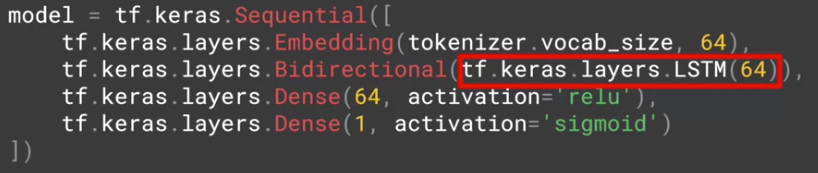 model = tf.keras.Sequential([
    tf.keras.layers.Embedding(tokenizer.vocab_size, 64),
    tf.keras.layers.Bidirectional(tf.keras.layers.LSTM(64)),
    tf.keras.layers.Dense(64, activation='relu'),
    tf.keras.layers.Dense(1, activation='sigmoid')
])